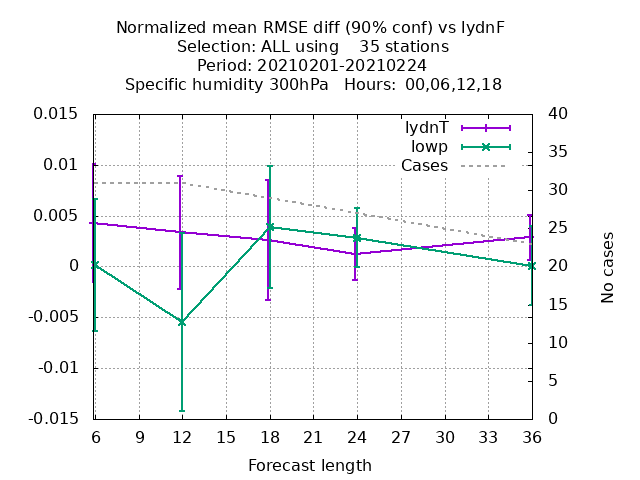 Normalized mean RMSE diff (90% conf) vs lydnF
Selection: ALL using    35 stations
Period: 20210201-20210224
Specific humidity 300hPa   Hours: 00,06,12,18
lydnT
lowp
Cases
0.015
0.01
0.005
0
-0.005
-0.01
-0.015
40
35
30
25
20
15
10
5
0
No cases
6 9 12 15 18 21 24 27 30 33 36
Forecast length